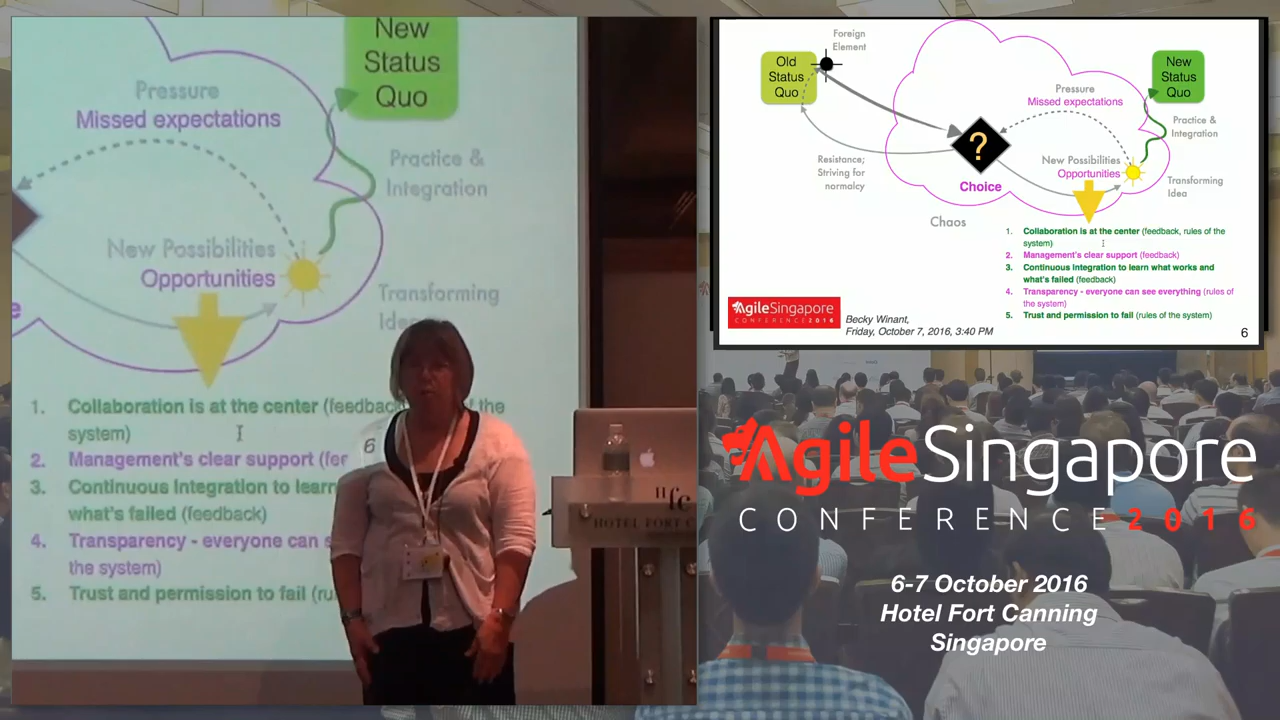 New
Status
Quo
Pressure
Missed expectations
Practice &
Integration
New Possibilities
Opportunities
Transforming
1. Collaboration is at the center (feedback the
system)
2. Management's clear support
3. Continuous Integration to learn
what's failed (feedback)
4. Transparency - everyone can
the system)
5. Trust and permission to fail
6
HOTEL FORT
Foreign
Element
Old
Status
Quo
New
Status
Quo
Pressure
Missed expectations
Practice &
Integration
?
Resistance;
Striving for
normalcy
New Possibilities
Opportunities
Choice
Transforming
Idea
Chaos
1. Collaboration is at the center (feedback, rules of the
system)
2. Management's clear support (feedback)
3. Continuous Integration to learn what works and
what's failed (feedback)
4. Transparency - everyone can see everything (rules of
the system)
5. Trust and permission to fail (rules of the system)
AgileSingapore
CONFERENCE 2016
Becky Winant,
Friday, October 7, 2016, 3:40 PM
6
AgileSingapore
CONFERENCE 2016
6-7 October 2016
Hotel Fort Canning
Singapore